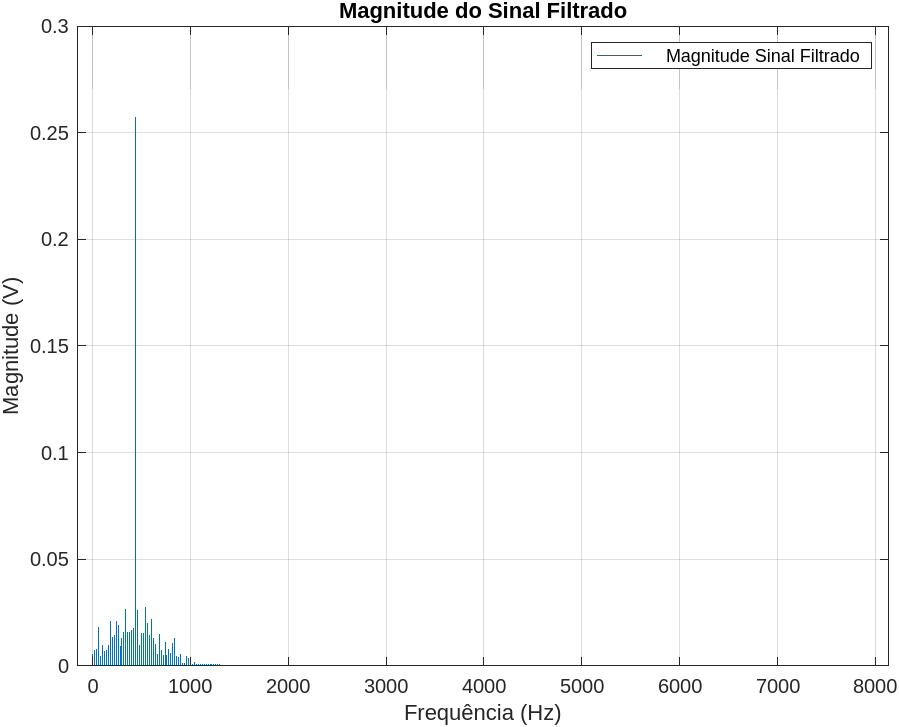 Magnitude do Sinal Filtrado
Magnitude Sinal Filtrado
0.3
0.25
0.2
0.15
0.1
0.05
0
Magnitude (V)
0 1000 2000 3000 4000 5000 6000 7000 8000
Frequência (Hz)